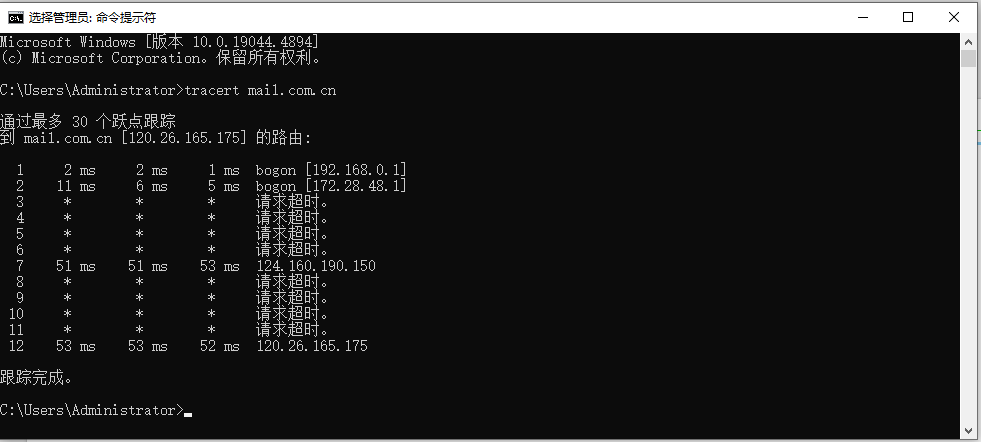 选择管理员: 命令提示符
Microsoft Windows [版本 10.0.19044.4894]
(c) Microsoft Corporation。保留所有权利。
C:\Users\Administrator>tracert mail.com.cn
通过最多 30 个跃点跟踪
到 mail.com.cn [120.26.165.175] 的路由:
1 2 ms 2 ms 1 ms bogon [192.168.0.1]
2 11 ms 6 ms 5 ms bogon [172.28.48.1]
3 * * * 请求超时。
4 * * * 请求超时。
5 * * * 请求超时。
6 * * * 请求超时。
7 51 ms 51 ms 53 ms 124.160.190.150
8 * * * 请求超时。
9 * * * 请求超时。
10 * * * 请求超时。
11 * * * 请求超时。
12 53 ms 53 ms 52 ms 120.26.165.175
跟踪完成。
C:\Users\Administrator>